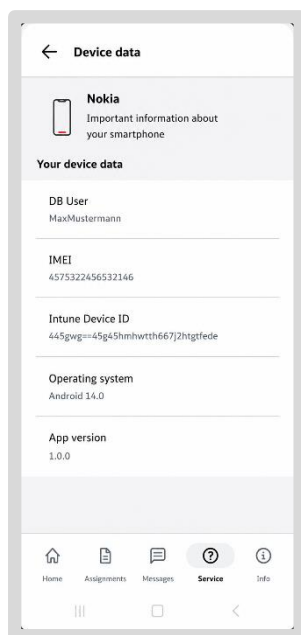 Device data
Nokia
Important information about
your smartphone
Your device data
DB User
MaxMustermann
IMEI
4575322456532146
Intune Device ID
445gwg==45g45hmhwtth667j2htgtfede
Operating system
Android 14.0
App version
1.0.0
Home Assignments Messages Service Info